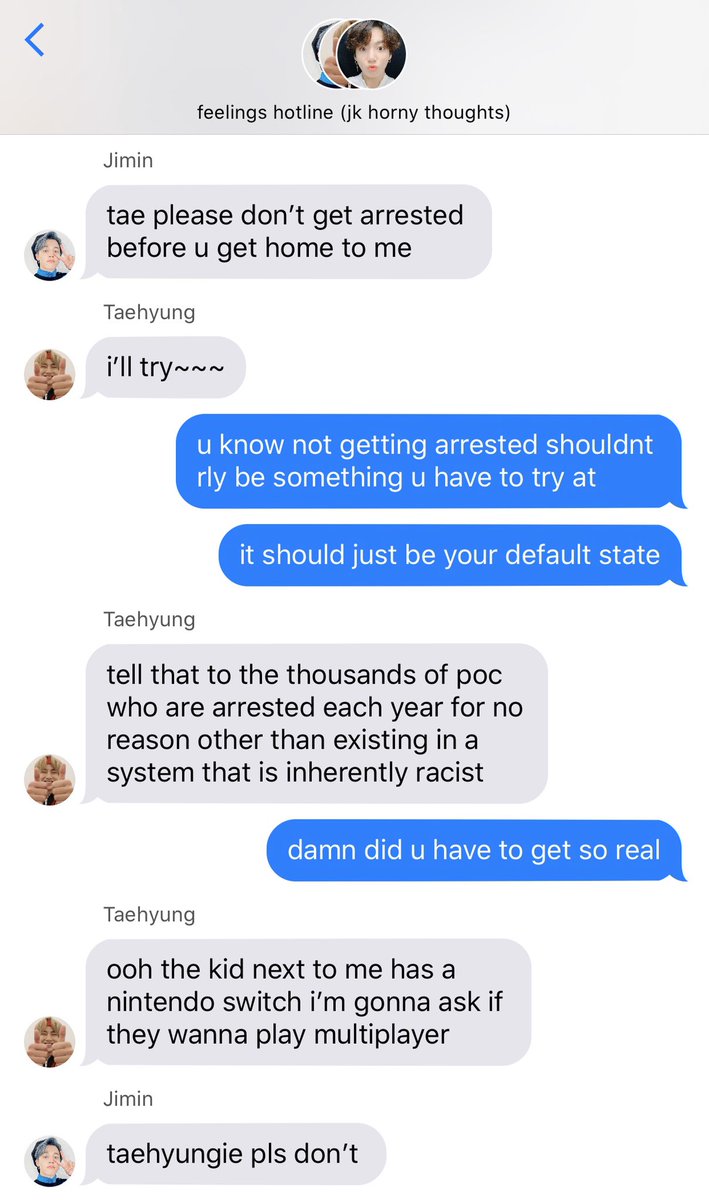 feelings hotline (jk horny thoughts)
Jimin
tae please don’t get arrested
before u get home to me
Taehyung
i’ll try~~~
u know not getting arrested shouldnt
rly be something u have to try at
it should just be your default state
Taehyung
tell that to the thousands of poc
who are arrested each year for no
reason other than existing in a
system that is inherently racist
damn did u have to get so real
Taehyung
ooh the kid next to me has a
nintendo switch i’m gonna ask if
they wanna play multiplayer
Jimin
taehyungie pls don’t